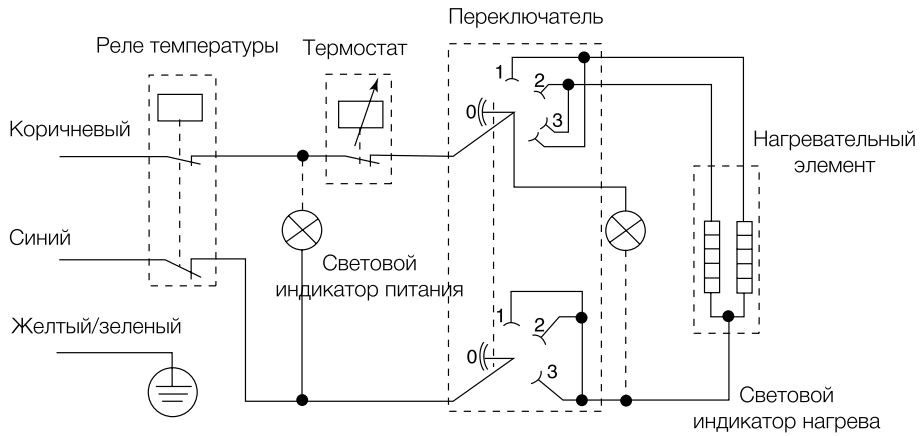 Переключатель
Реле температуры
Термостат
1
2
0
3
Коричневый
Нагревательный
элемент
Синий
Световой
индикатор питания
1
2
0
3
Желтый/зеленый
Световой
индикатор нагрева